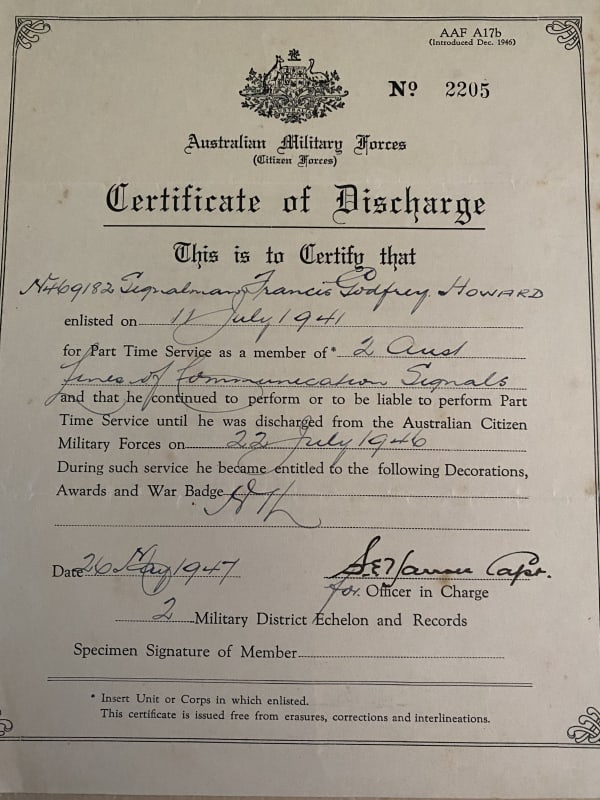 AAF A17b
(Introduced Dec. 1946)
Nº 2205
Australian Military Forces
(Citizen Forces)
Certificate of Discharge
This is to Certify that
N469182 Signalman Francis Godfrey HOWARD
enlisted on 11 July 1941
for Part Time Service as a member of* 2 Aust
Lines of Communication Signals
and that he continued to perform or to be liable to perform Part
Time Service until he was discharged from the Australian Citizen
Military Forces on 22 July 1946
During such service he became entitled to the following Decorations,
Awards and War Badge
Date 26 May 1947 Capt.
for Officer in Charge
2 Military District Echelon and Records
Specimen Signature of Member
* Insert Unit or Corps in which enlisted.
This certificate is issued free from erasures, corrections and interlineations.